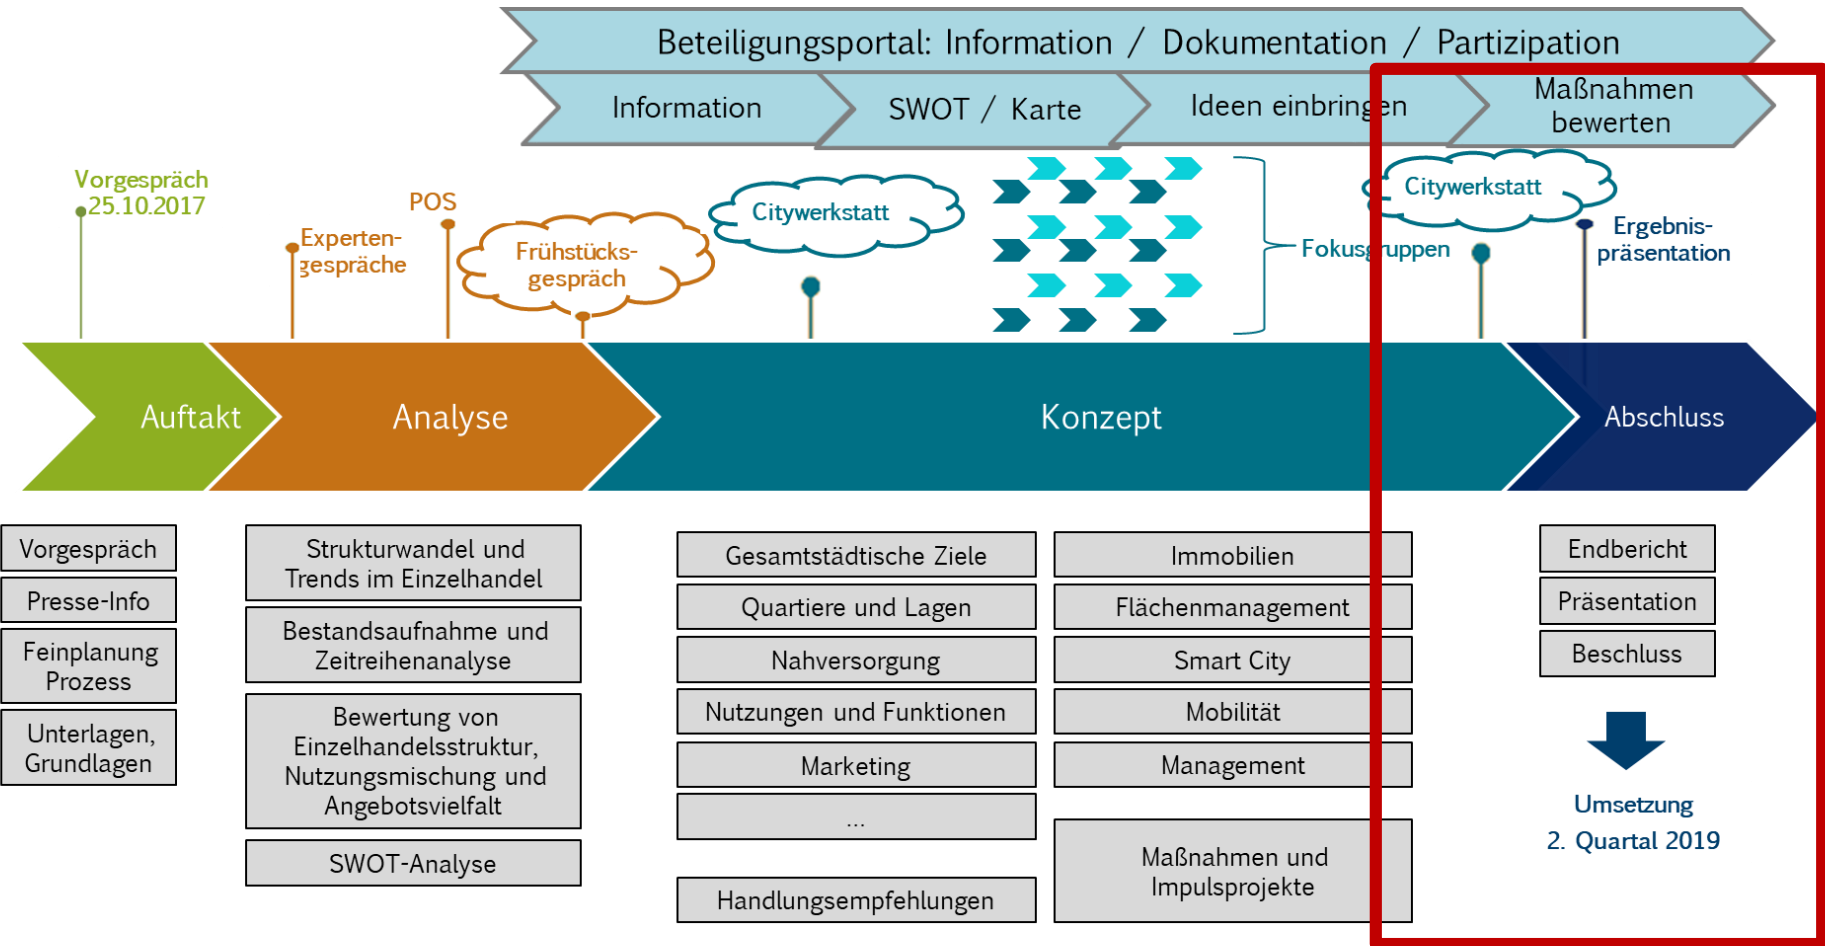 Beteiligungsportal: Information / Dokumentation / Partizipation
Information
SWOT / Karte
Ideen einbringen
Maßnahmen
bewerten
Vorgespräch
25.10.2017
Experten-
gespräche
POS
Frühstücks-
gespräch
Citywerkstatt
Fokusgruppen
Citywerkstatt
Ergebnis-
präsentation
Auftakt
Analyse
Konzept
Abschluss
Vorgespräch
Presse-Info
Feinplanung
Prozess
Unterlagen,
Grundlagen
Strukturwandel und
Trends im Einzelhandel
Bestandsaufnahme und
Zeitreihenanalyse
Bewertung von
Einzelhandelsstruktur,
Nutzungsmischung und
Angebotsvielfalt
SWOT-Analyse
Gesamtstädtische Ziele
Quartiere und Lagen
Nahversorgung
Nutzungen und Funktionen
Marketing
...
Handlungsempfehlungen
Immobilien
Flächenmanagement
Smart City
Mobilität
Management
Maßnahmen und
Impulsprojekte
Endbericht
Präsentation
Beschluss
Umsetzung
2. Quartal 2019